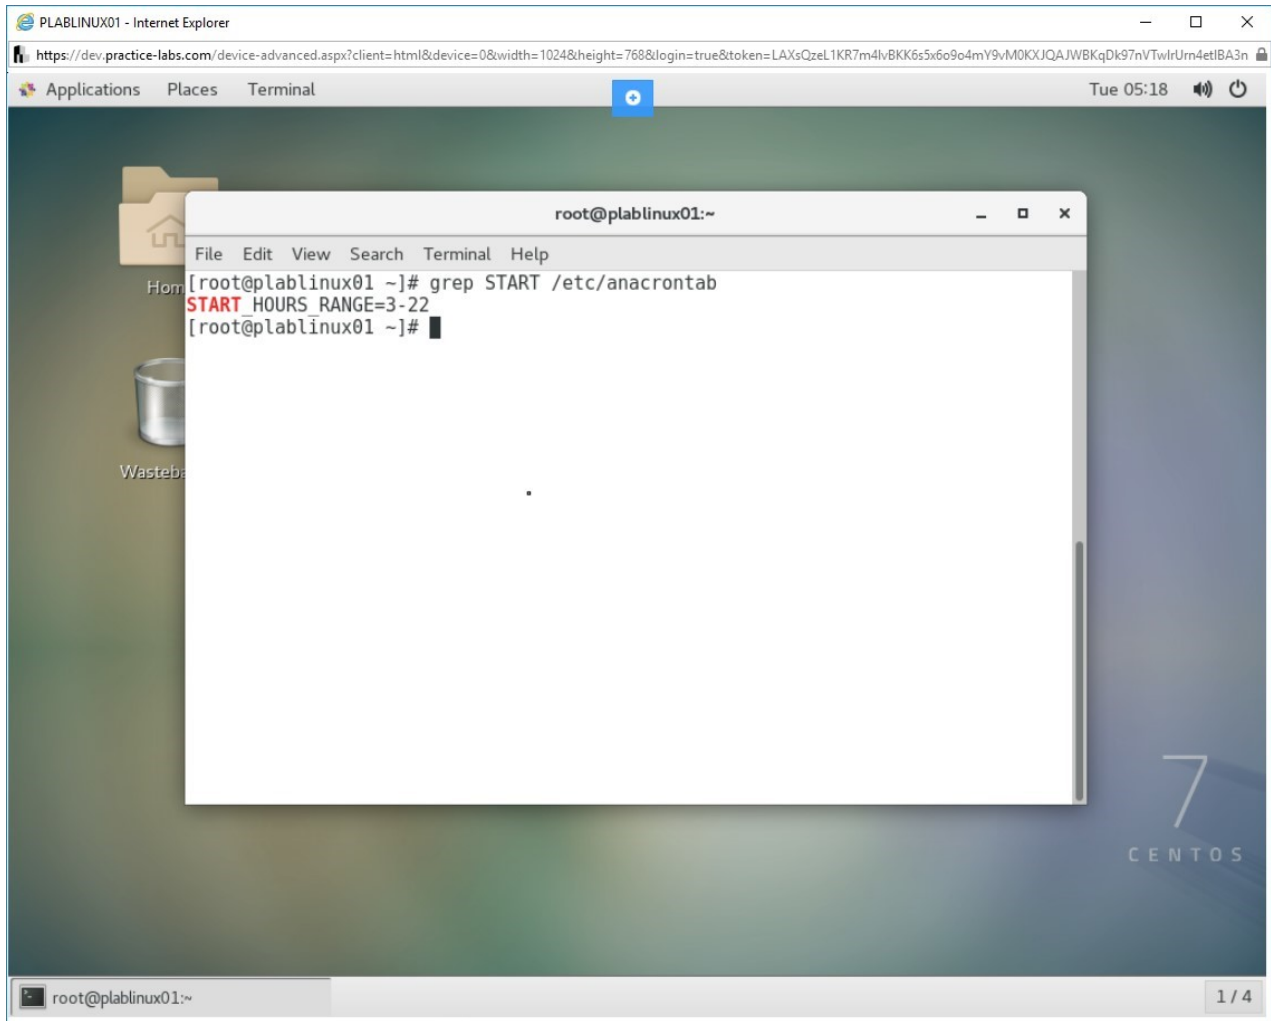 PLABLINUX01 - Internet Explorer
https://dev.practice-labs.com/device-advanced.aspx?client=html&device=0&width=1024&height=768&login=true&token=
Applications Places Terminal
Tue 05:18
root@plablinux01:~
File Edit View Search Terminal Help
[root@plablinux01 ~]# grep START /etc/anacrontab
START_HOURS_RANGE=3-22
[root@plablinux01 ~]#
Hom
Wasteba
7
CENTOS
root@plablinux01:~
1 / 4